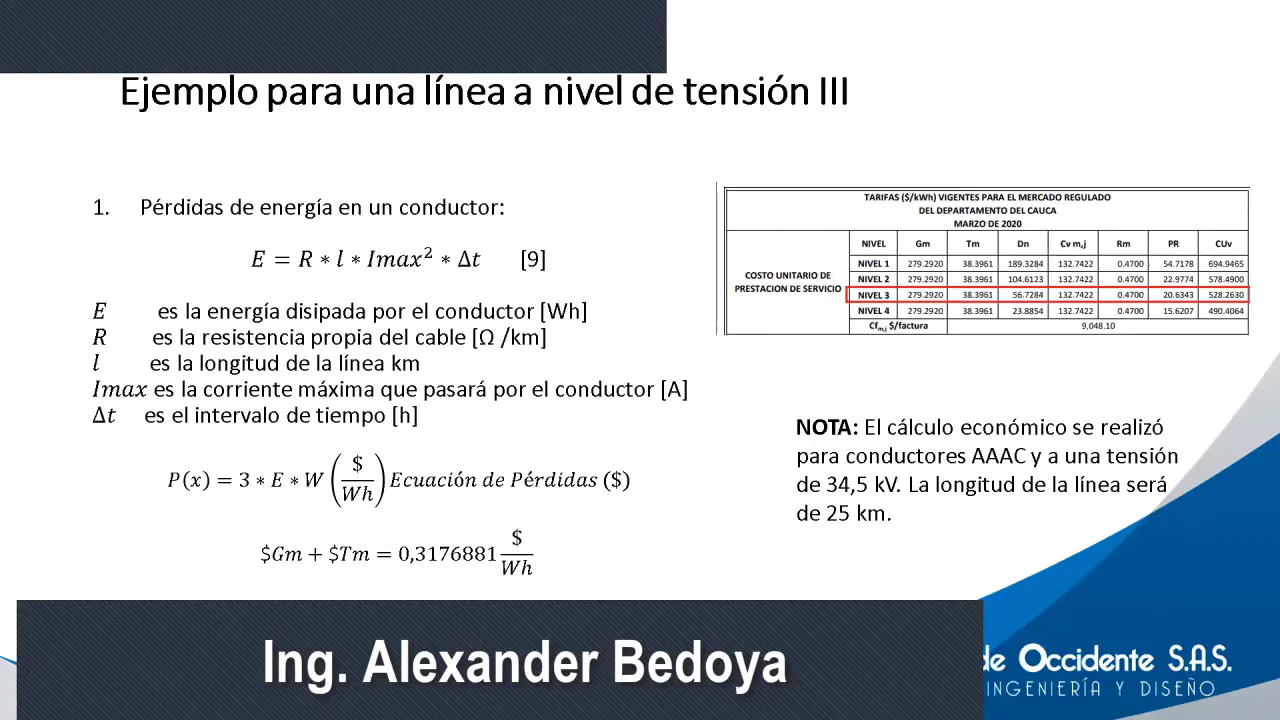 Ejemplo para una línea a nivel de tensión III
1. Pérdidas de energía en un conductor:
E = R ∗ l ∗ Imax² ∗ Δt [9]
E es la energía disipada por el conductor [Wh]
R es la resistencia propia del cable [Ω /km]
l es la longitud de la línea km
Imax es la corriente máxima que pasará por el conductor [A]
Δt es el intervalo de tiempo [h]
P(x) = 3 ∗ E ∗ W ($/Wh) Ecuación de Pérdidas ($)
$Gm + $Tm = 0,3176881 $/Wh
TARIFAS ($/kWh) VIGENTES PARA EL MERCADO REGULADO
DEL DEPARTAMENTO DEL CAUCA
MARZO DE 2020
NIVEL Gm Tm Dn Cv m,j Rm PR CUv
COSTO UNITARIO DE
PRESTACION DE SERVICIO
NIVEL 1 279.2920 38.3961 189.3284 132.7422 0.4700 54.7178 694.9465
NIVEL 2 279.2920 38.3961 104.6123 132.7422 0.4700 22.9774 578.4900
NIVEL 3 279.2920 38.3961 56.7284 132.7422 0.4700 20.6343 528.2630
NIVEL 4 279.2920 38.3961 23.8854 132.7422 0.4700 15.6207 490.4064
Cfm,j $/factura 9,048.10
NOTA: El cálculo económico se realizó
para conductores AAAC y a una tensión
de 34,5 kV. La longitud de la línea será
de 25 km.
Ing. Alexander Bedoya
de Occidente S.A.S.
INGENIERÍA Y DISEÑO